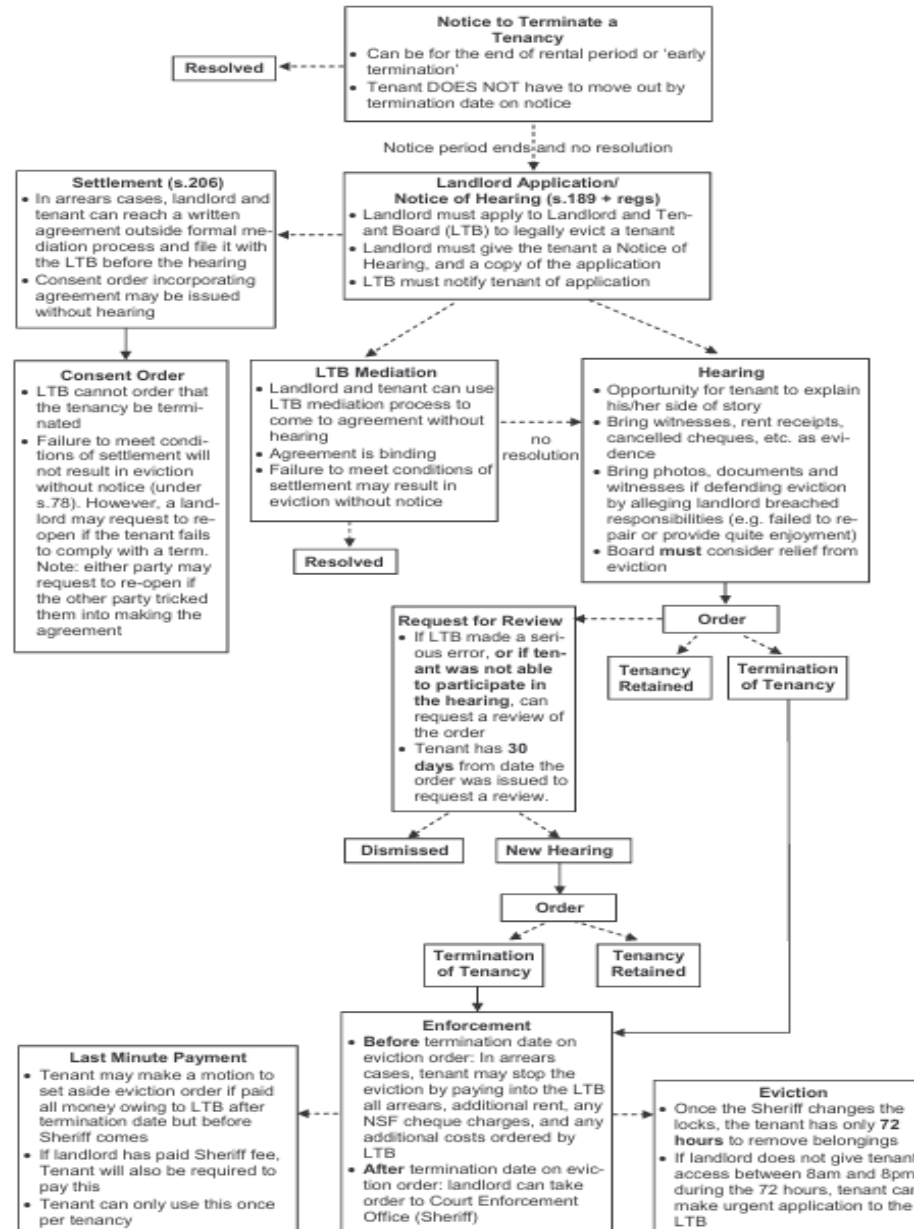 Notice to Terminate a
Tenancy
• Can be for the end of rental period or ‘early
termination’
• Tenant DOES NOT have to move out by
termination date on notice
Resolved
Notice period ends and no resolution
Settlement (s.206)
• In arrears cases, landlord and
tenant can reach a written
agreement outside formal me-
diation process and file it with
the LTB before the hearing
• Consent order incorporating
agreement may be issued
without hearing
Landlord Application/
Notice of Hearing (s.189 + regs)
• Landlord must apply to Landlord and Ten-
ant Board (LTB) to legally evict a tenant
• Landlord must give the tenant a Notice of
Hearing, and a copy of the application
• LTB must notify tenant of application
Consent Order
• LTB cannot order that
the tenancy be termi-
nated
• Failure to meet condi-
tions of settlement will
not result in eviction
without notice (under
s.78). However, a land-
lord may request to re-
open if the tenant fails
to comply with a term.
Note: either party may
request to re-open if
the other party tricked
them into making the
agreement
LTB Mediation
• Landlord and tenant can use
LTB mediation process to
come to agreement without
hearing
• Agreement is binding
• Failure to meet conditions of
settlement may result in
eviction without notice
no
resolution
Resolved
Hearing
• Opportunity for tenant to explain
his/her side of story
• Bring witnesses, rent receipts,
cancelled cheques, etc. as evi-
dence
• Bring photos, documents and
witnesses if defending eviction
by alleging landlord breached
responsibilities (e.g. failed to re-
pair or provide quite enjoyment)
• Board must consider relief from
eviction
Order
Tenancy
Retained
Termination
of Tenancy
Request for Review
• If LTB made a seri-
ous error, or if ten-
ant was not able
to participate in
the hearing, can
request a review of
the order
• Tenant has 30
days from date the
order was issued to
request a review.
Dismissed
New Hearing
Order
Termination
of Tenancy
Tenancy
Retained
Enforcement
• Before termination date on
eviction order: In arrears
cases, tenant may stop the
eviction by paying into the LTB
all arrears, additional rent, any
NSF cheque charges, and any
additional costs ordered by
LTB
• After termination date on evic-
tion order: landlord can take
order to Court Enforcement
Office (Sheriff)
Last Minute Payment
• Tenant may make a motion to
set aside eviction order if paid
all money owing to LTB after
termination date but before
Sheriff comes
• If landlord has paid Sheriff fee,
Tenant will also be required to
pay this
• Tenant can only use this once
per tenancy
Eviction
• Once the Sheriff changes the
locks, the tenant has only 72
hours to remove belongings
• If landlord does not give tenant
access between 8am and 8pm
during the 72 hours, tenant can
make urgent application to the
LTB